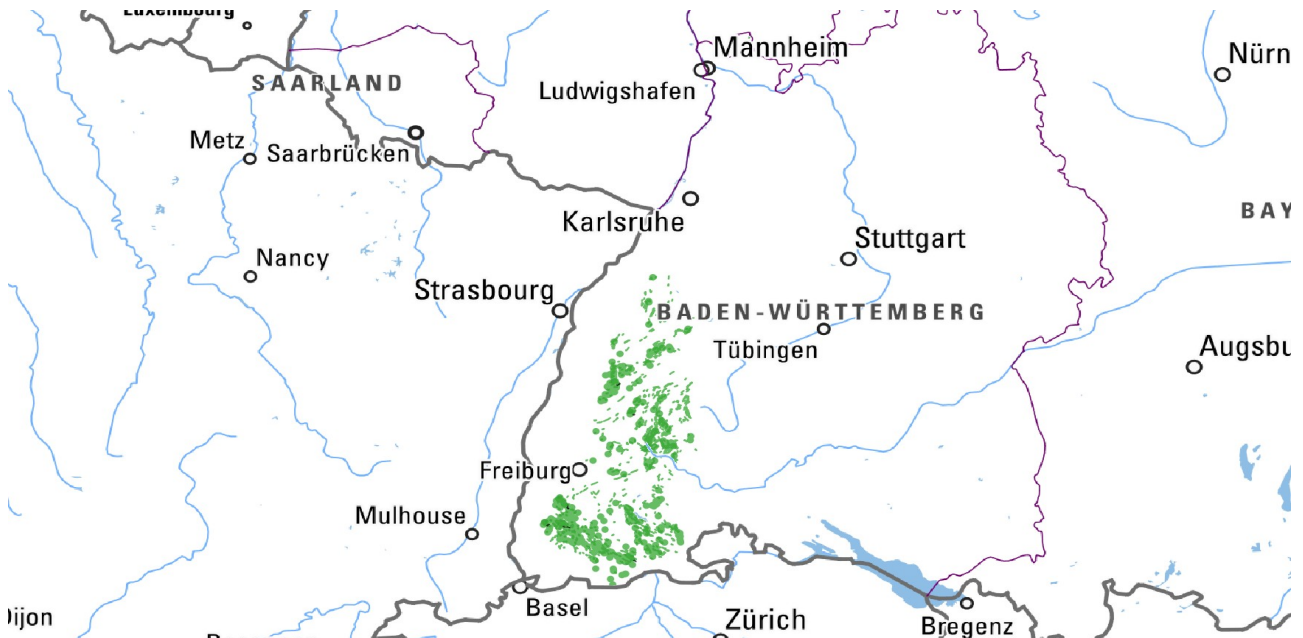 Luxembourg
Mannheim
Nürn
SAARLAND
Ludwigshafen
Metz
Saarbrücken
Karlsruhe
BAY
Stuttgart
Nancy
Strasbourg
BADEN-WÜRTTEMBERG
Tübingen
Augsbu
Freiburg
Mulhouse
Basel
Dijon
Zürich
Bregenz